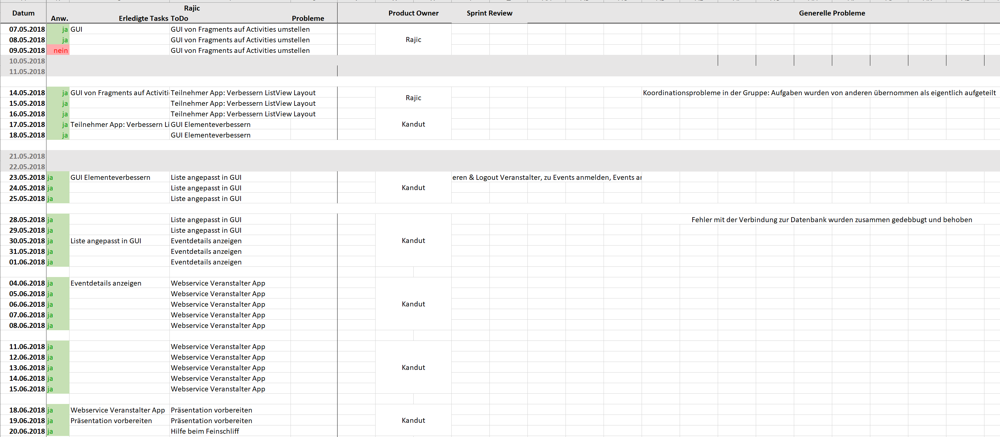 Rajic
Datum Product Owner Sprint Review Generelle Probleme
Anw. Erledigte Tasks ToDo Probleme
07.05.2018 ja GUI GUI von Fragments auf Activities umstellen
08.05.2018 ja GUI von Fragments auf Activities umstellen Rajic
09.05.2018 nein GUI von Fragments auf Activities umstellen
10.05.2018
11.05.2018
14.05.2018 ja GUI von Fragments auf Activiti Teilnehmer App: Verbessern ListView Layout Koordinationsprobleme in der Gruppe: Aufgaben wurden von anderen übernommen als eigentlich aufgeteilt
Rajic
15.05.2018 ja Teilnehmer App: Verbessern ListView Layout
16.05.2018 ja Teilnehmer App: Verbessern ListView Layout
17.05.2018 ja Teilnehmer App: Verbessern Li GUI Elementeverbessern Kandut
18.05.2018 ja GUI Elementeverbessern
21.05.2018
22.05.2018
23.05.2018 ja GUI Elementeverbessern Liste angepasst in GUI eren & Logout Veranstalter, zu Events anmelden, Events ar
24.05.2018 ja Liste angepasst in GUI Kandut
25.05.2018 ja Liste angepasst in GUI
28.05.2018 ja Liste angepasst in GUI Fehler mit der Verbindung zur Datenbank wurden zusammen gedebbugt und behoben
29.05.2018 ja Liste angepasst in GUI
30.05.2018 ja Liste angepasst in GUI Eventdetails anzeigen Kandut
31.05.2018 ja Eventdetails anzeigen
01.06.2018 ja Eventdetails anzeigen
04.06.2018 ja Eventdetails anzeigen Webservice Veranstalter App
05.06.2018 ja Webservice Veranstalter App
06.06.2018 ja Webservice Veranstalter App Kandut
07.06.2018 ja Webservice Veranstalter App
08.06.2018 ja Webservice Veranstalter App
11.06.2018 ja Webservice Veranstalter App
12.06.2018 ja Webservice Veranstalter App
13.06.2018 ja Webservice Veranstalter App Kandut
14.06.2018 ja Webservice Veranstalter App
15.06.2018 ja Webservice Veranstalter App
18.06.2018 ja Webservice Veranstalter App Präsentation vorbereiten
19.06.2018 ja Präsentation vorbereiten Präsentation vorbereiten Kandut
20.06.2018 ja Hilfe beim Feinschliff